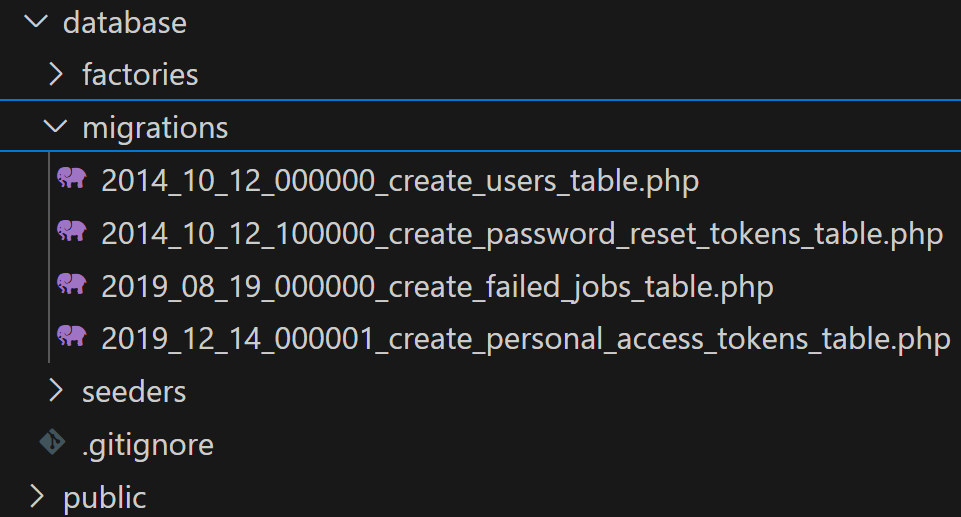 database
factories
migrations
2014_10_12_000000_create_users_table.php
2014_10_12_100000_create_password_reset_tokens_table.php
2019_08_19_000000_create_failed_jobs_table.php
2019_12_14_000001_create_personal_access_tokens_table.php
seeders
.gitignore
public